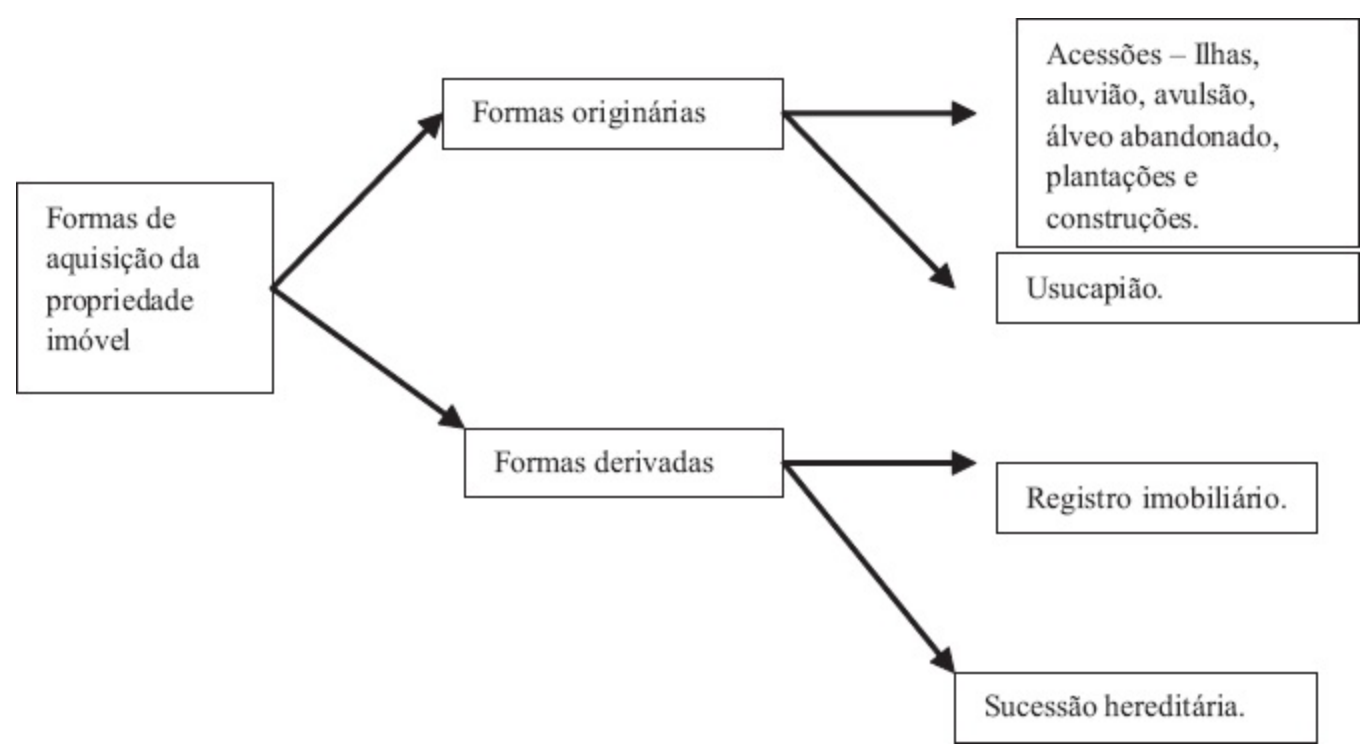 Formas de
aquisição da
propriedade
imóvel
Formas originárias
Acessões – Ilhas,
aluvião, avulsão,
álveo abandonado,
plantações e
construções.
Usucapião.
Formas derivadas
Registro imobiliário.
Sucessão hereditária.